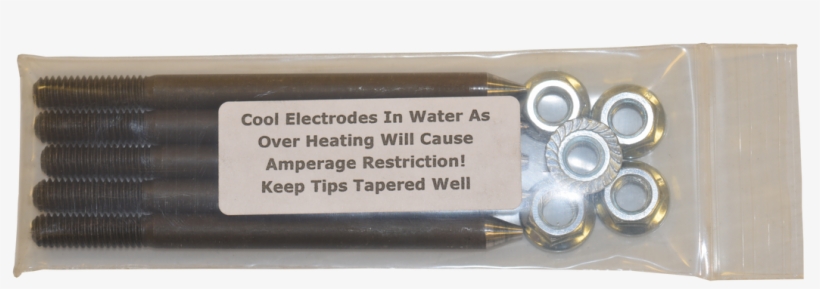 Cool Electrodes In Water As
Over Heating Will Cause
Amperage Restriction!
Keep Tips Tapered Well